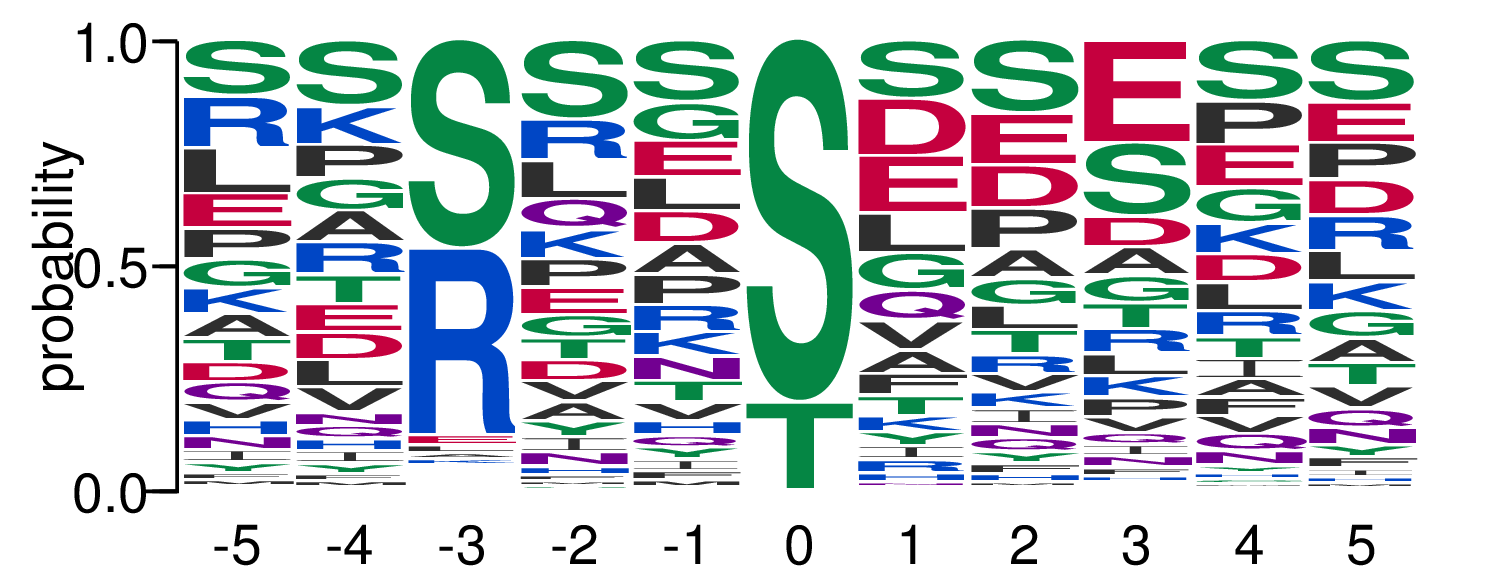 probability
1.0
0.5
0.0
S R L E P G K A T D Q V H N I Y
S K P G A R T E D L V N Q H I Y
S R
S R L Q K P E G T D V A Y I N H
S G E L D A P R K N T V H Q Y I
S T
S D E L G Q V A F T K Y I R H
S E D P A G L T R V K I N Q Y F H
E S D A G T R L K P V Q I N
S P E G K D L R T I A F V Q N
S E P D R L K G A T V Q N Y F I
-5 -4 -3 -2 -1 0 1 2 3 4 5